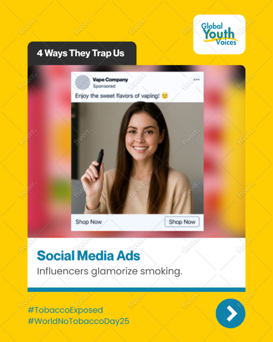 Global
Youth
Voices
4 Ways They Trap Us
Vape Company
Sponsored
Enjoy the sweet flavors of vaping! 😉
Shop Now
Shop Now
Social Media Ads
Influencers glamorize smoking.
#TobaccoExposed
#WorldNoTobaccoDay25